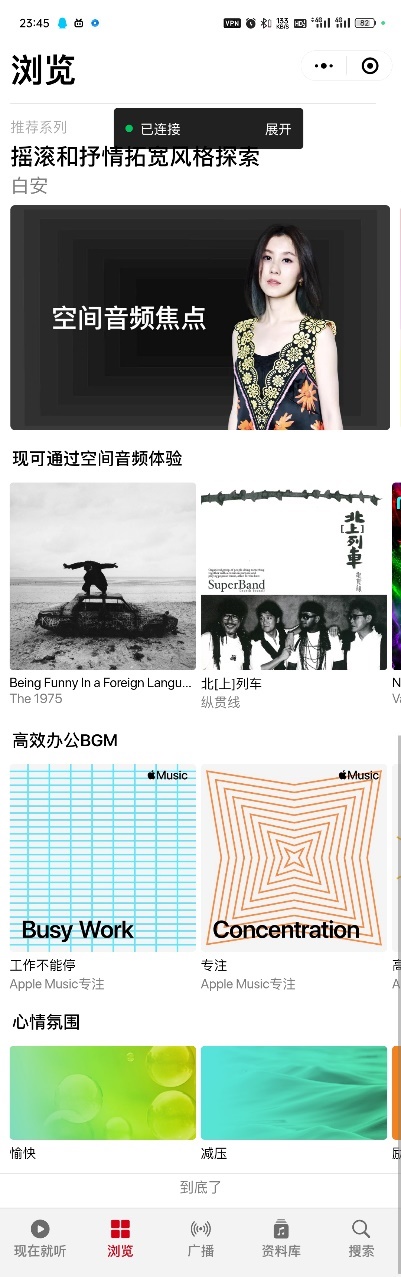 23:45
VPN 133 KB/S HD 4G 4G 82
浏览
推荐系列
已连接 展开
摇滚和抒情拓宽风格探索
白安
空间音频焦点
现可通过空间音频体验
北上列車
SuperBand
Being Funny In a Foreign Langu...
The 1975
北[上]列车
纵贯线
高效办公BGM
Music
Music
Busy Work
Concentration
工作不能停
专注
Apple Music专注
Apple Music专注
心情氛围
愉快
减压
到底了
现在就听
浏览
广播
资料库
搜索